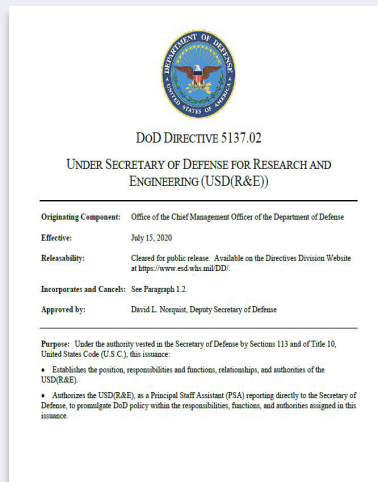 DEPARTMENT OF DEFENSE
UNITED STATES OF AMERICA
DOD DIRECTIVE 5137.02
UNDER SECRETARY OF DEFENSE FOR RESEARCH AND
ENGINEERING (USD(R&E))
Originating Component: Office of the Chief Management Officer of the Department of Defense
Effective: July 15, 2020
Releasability: Cleared for public release. Available on the Directives Division Website
at https://www.esd.whs.mil/DD/.
Incorporates and Cancels: See Paragraph 1.2.
Approved by: David L. Norquist, Deputy Secretary of Defense
Purpose: Under the authority vested in the Secretary of Defense by Sections 113 and of Title 10,
United States Code (U.S.C.), this issuance:
• Establishes the position, responsibilities and functions, relationships, and authorities of the
USD(R&E).
• Authorizes the USD(R&E), as a Principal Staff Assistant (PSA) reporting directly to the Secretary of
Defense, to promulgate DoD policy within the responsibilities, functions, and authorities assigned in this
issuance.